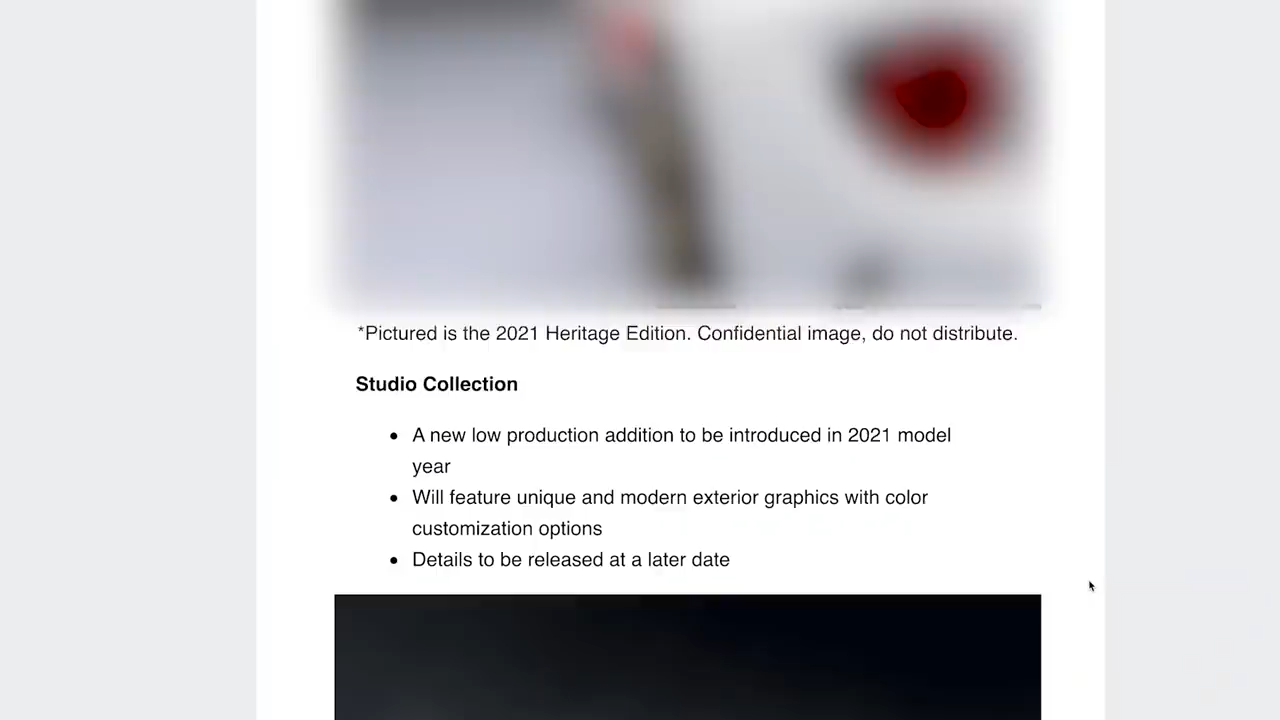 *Pictured is the 2021 Heritage Edition. Confidential image, do not distribute.
Studio Collection
• A new low production addition to be introduced in 2021 model
year
• Will feature unique and modern exterior graphics with color
customization options
• Details to be released at a later date